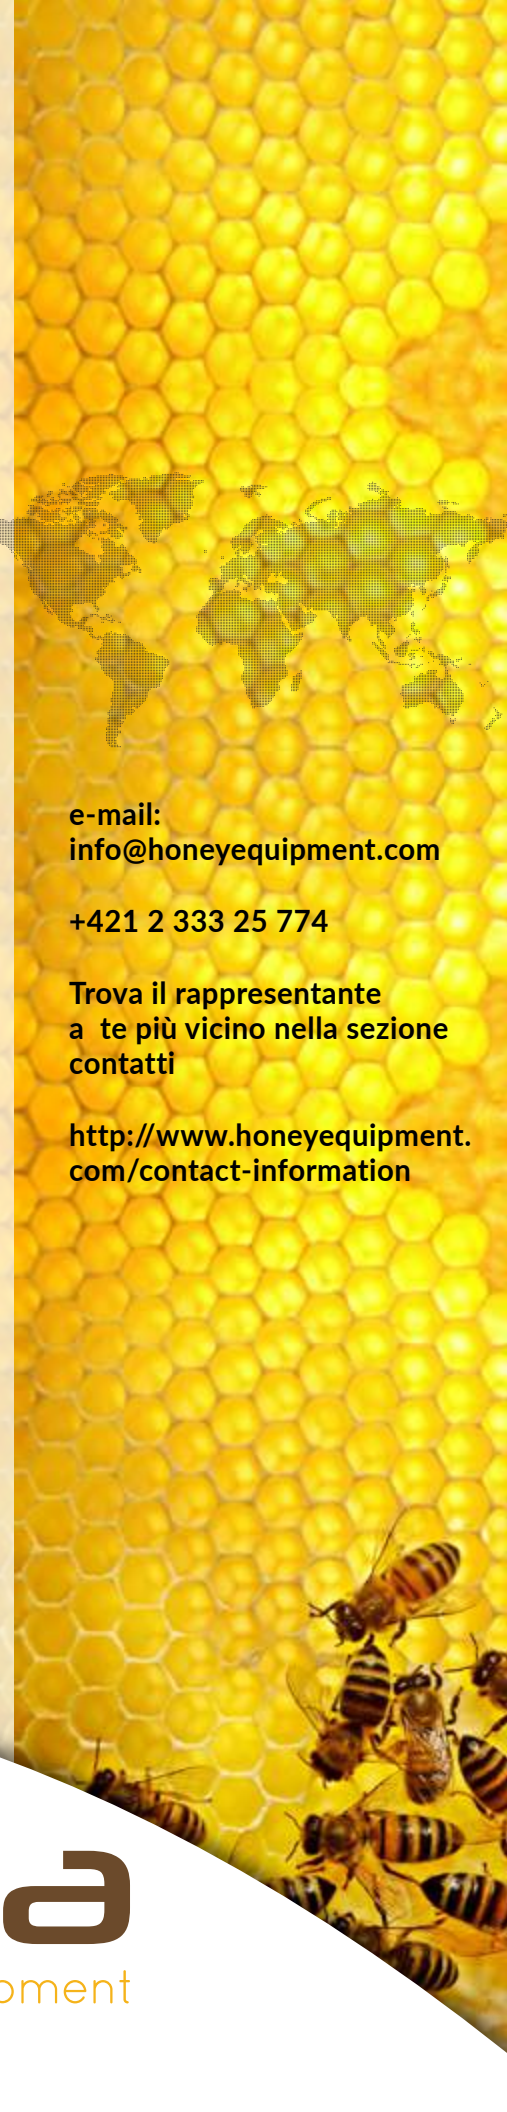 e-mail:
info@honeyequipment.com
+421 2 333 25 774
Trova il rappresentante
a  te più vicino nella sezione
contatti
http://www.honeyequipment.
com/contact-information
a
pment